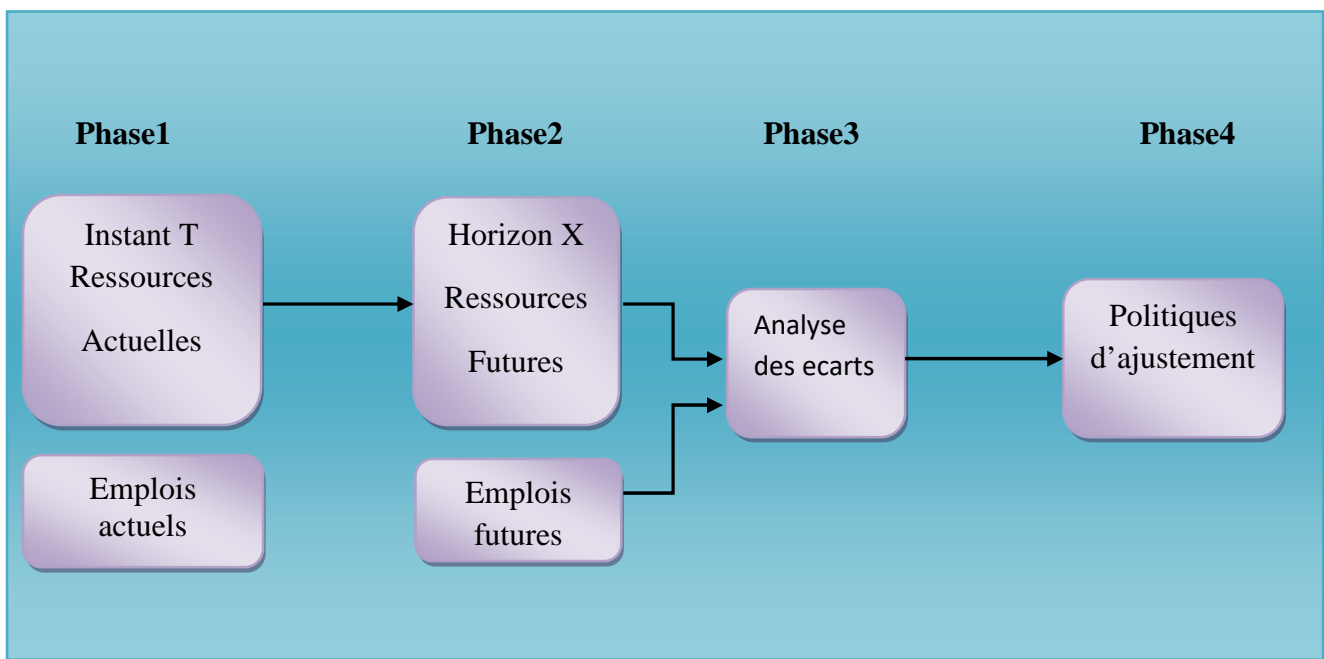 Phase1
Phase2
Phase3
Phase4
Instant T
Ressources
Actuelles
Horizon X
Ressources
Futures
Analyse
des ecarts
Politiques
d’ajustement
Emplois
actuels
Emplois
futures